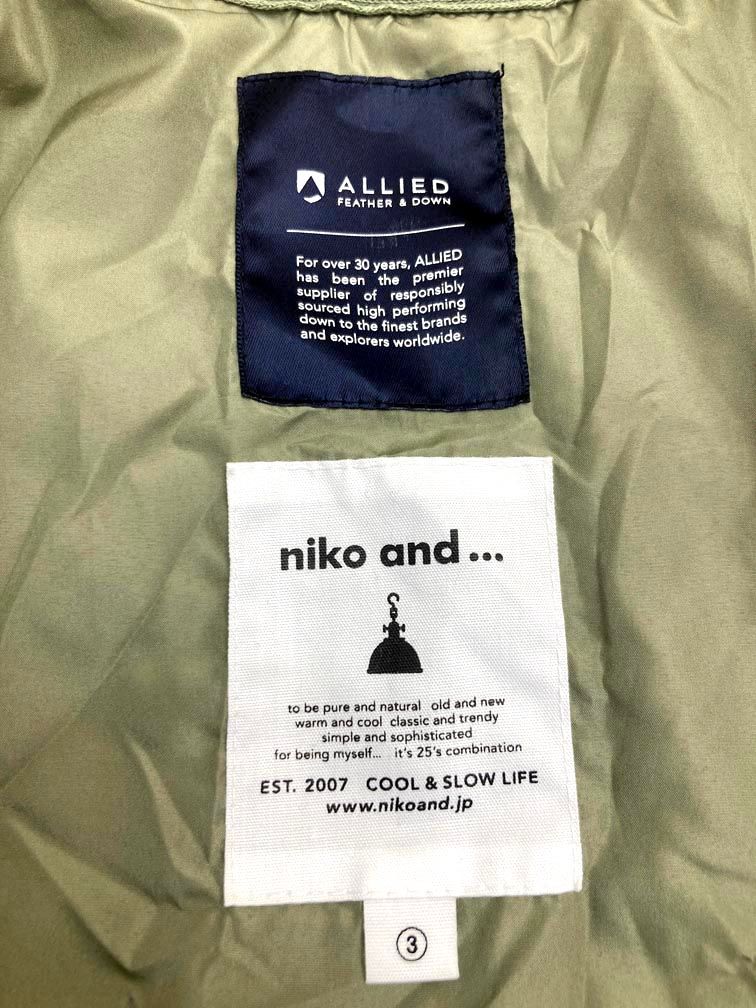 ALLIED
FEATHER & DOWN
For over 30 years, ALLIED
has been the premier
supplier of responsibly
sourced high performing
down to the finest brands
and explorers worldwide.
niko and...
to be pure and natural old and new
warm and cool classic and trendy
simple and sophisticated
for being myself... it's 25's combination
EST. 2007 COOL & SLOW LIFE
www.nikoand.jp
3